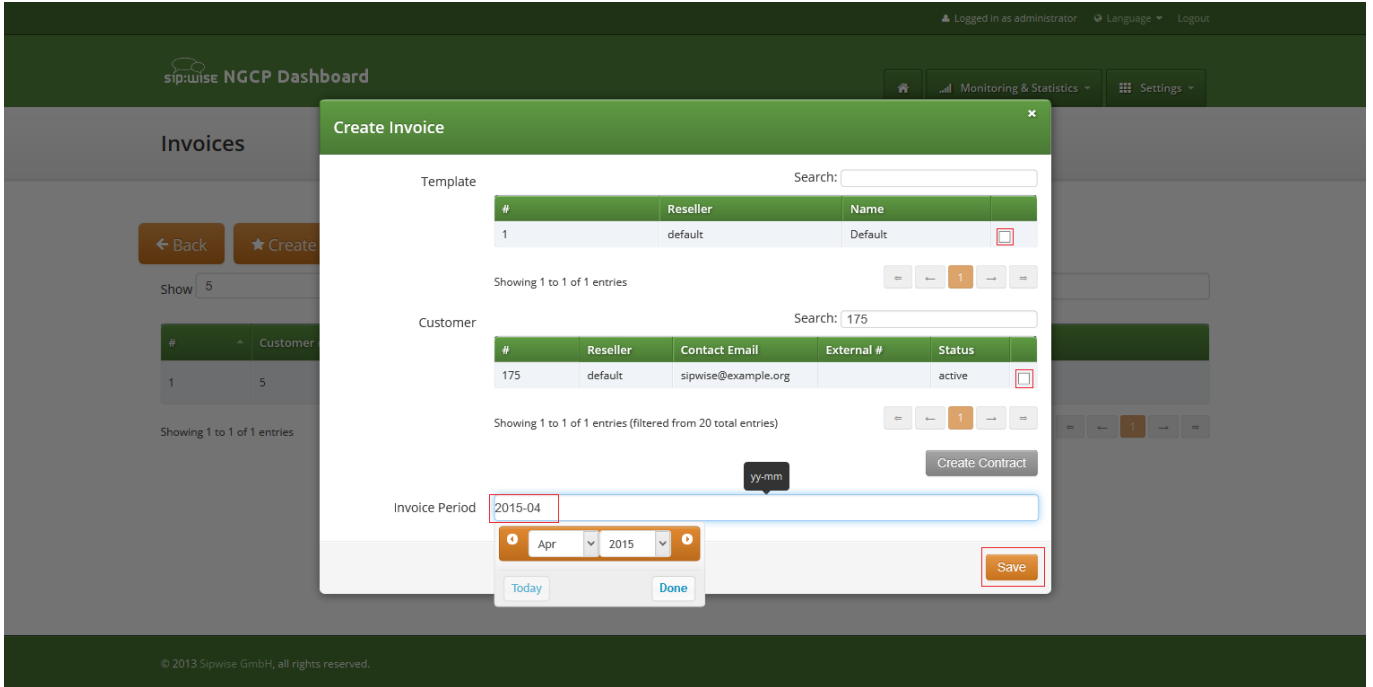 Logged in as administrator Language Logout
sip:wise NGCP Dashboard
Monitoring & Statistics Settings
Invoices
Back Create
Show 5
# Customer
1 5
Showing 1 to 1 of 1 entries
1
Create Invoice
Template
Search:
# Reseller Name
1 default Default
Showing 1 to 1 of 1 entries
1
Customer
Search: 175
# Reseller Contact Email External # Status
175 default sipwise@example.org active
Showing 1 to 1 of 1 entries (filtered from 20 total entries)
1
Create Contract
yy-mm
Invoice Period 2015-04
Apr 2015
Today Done
Save
© 2013 Sipwise GmbH, all rights reserved.